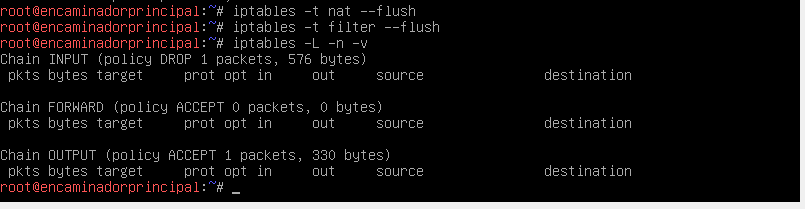 root@encaminadorprincipal:~# iptables -t nat --flush
root@encaminadorprincipal:~# iptables -t filter --flush
root@encaminadorprincipal:~# iptables -L -n -v
Chain INPUT (policy DROP 1 packets, 576 bytes)
 pkts bytes target     prot opt in     out     source               destination

Chain FORWARD (policy ACCEPT 0 packets, 0 bytes)
 pkts bytes target     prot opt in     out     source               destination

Chain OUTPUT (policy ACCEPT 1 packets, 330 bytes)
 pkts bytes target     prot opt in     out     source               destination
root@encaminadorprincipal:~# _